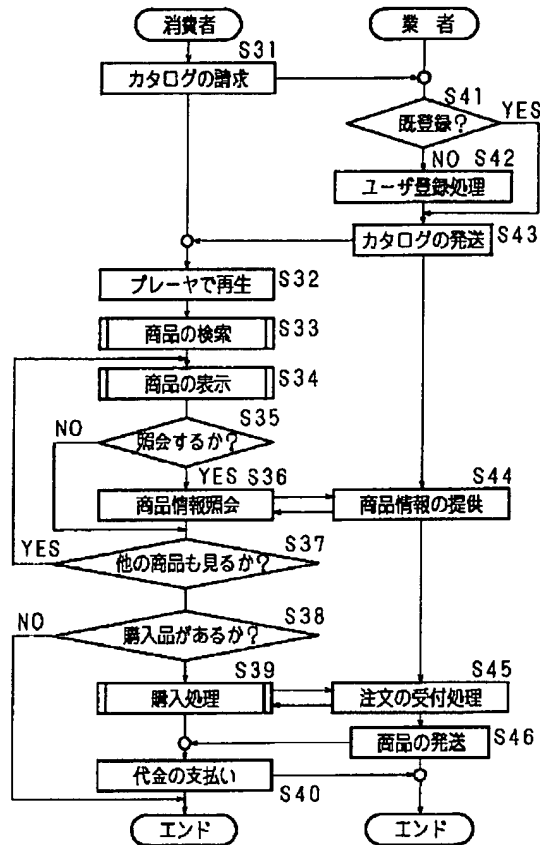 消費者
業者
S31
カタログの請求
S41
既登録?
YES
NO
S42
ユーザ登録処理
カタログの発送
S43
プレーヤで再生
S32
商品の検索
S33
商品の表示
S34
S35
照会するか?
NO
YES
S36
商品情報照会
S44
商品情報の提供
S37
他の商品も見るか?
YES
S38
購入品があるか?
NO
S39
購入処理
S45
注文の受付処理
商品の発送
S46
代金の支払い
S40
エンド
エンド